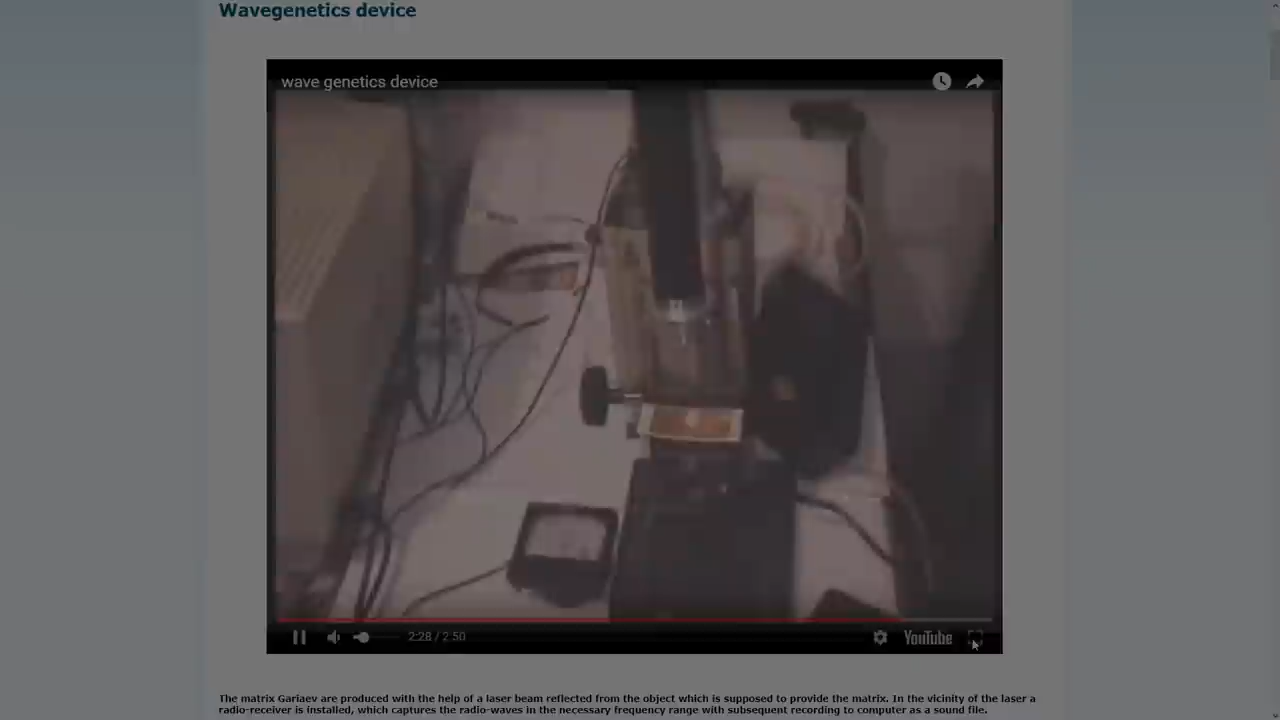 Wavegenetics device
wave genetics device
2:28 / 2:50
YouTube
The matrix Gariaev are produced with the help of a laser beam reflected from the object which is supposed to provide the matrix. In the vicinity of the laser a
radio-receiver is installed, which captures the radio-waves in the necessary frequency range with subsequent recording to computer as a sound file.